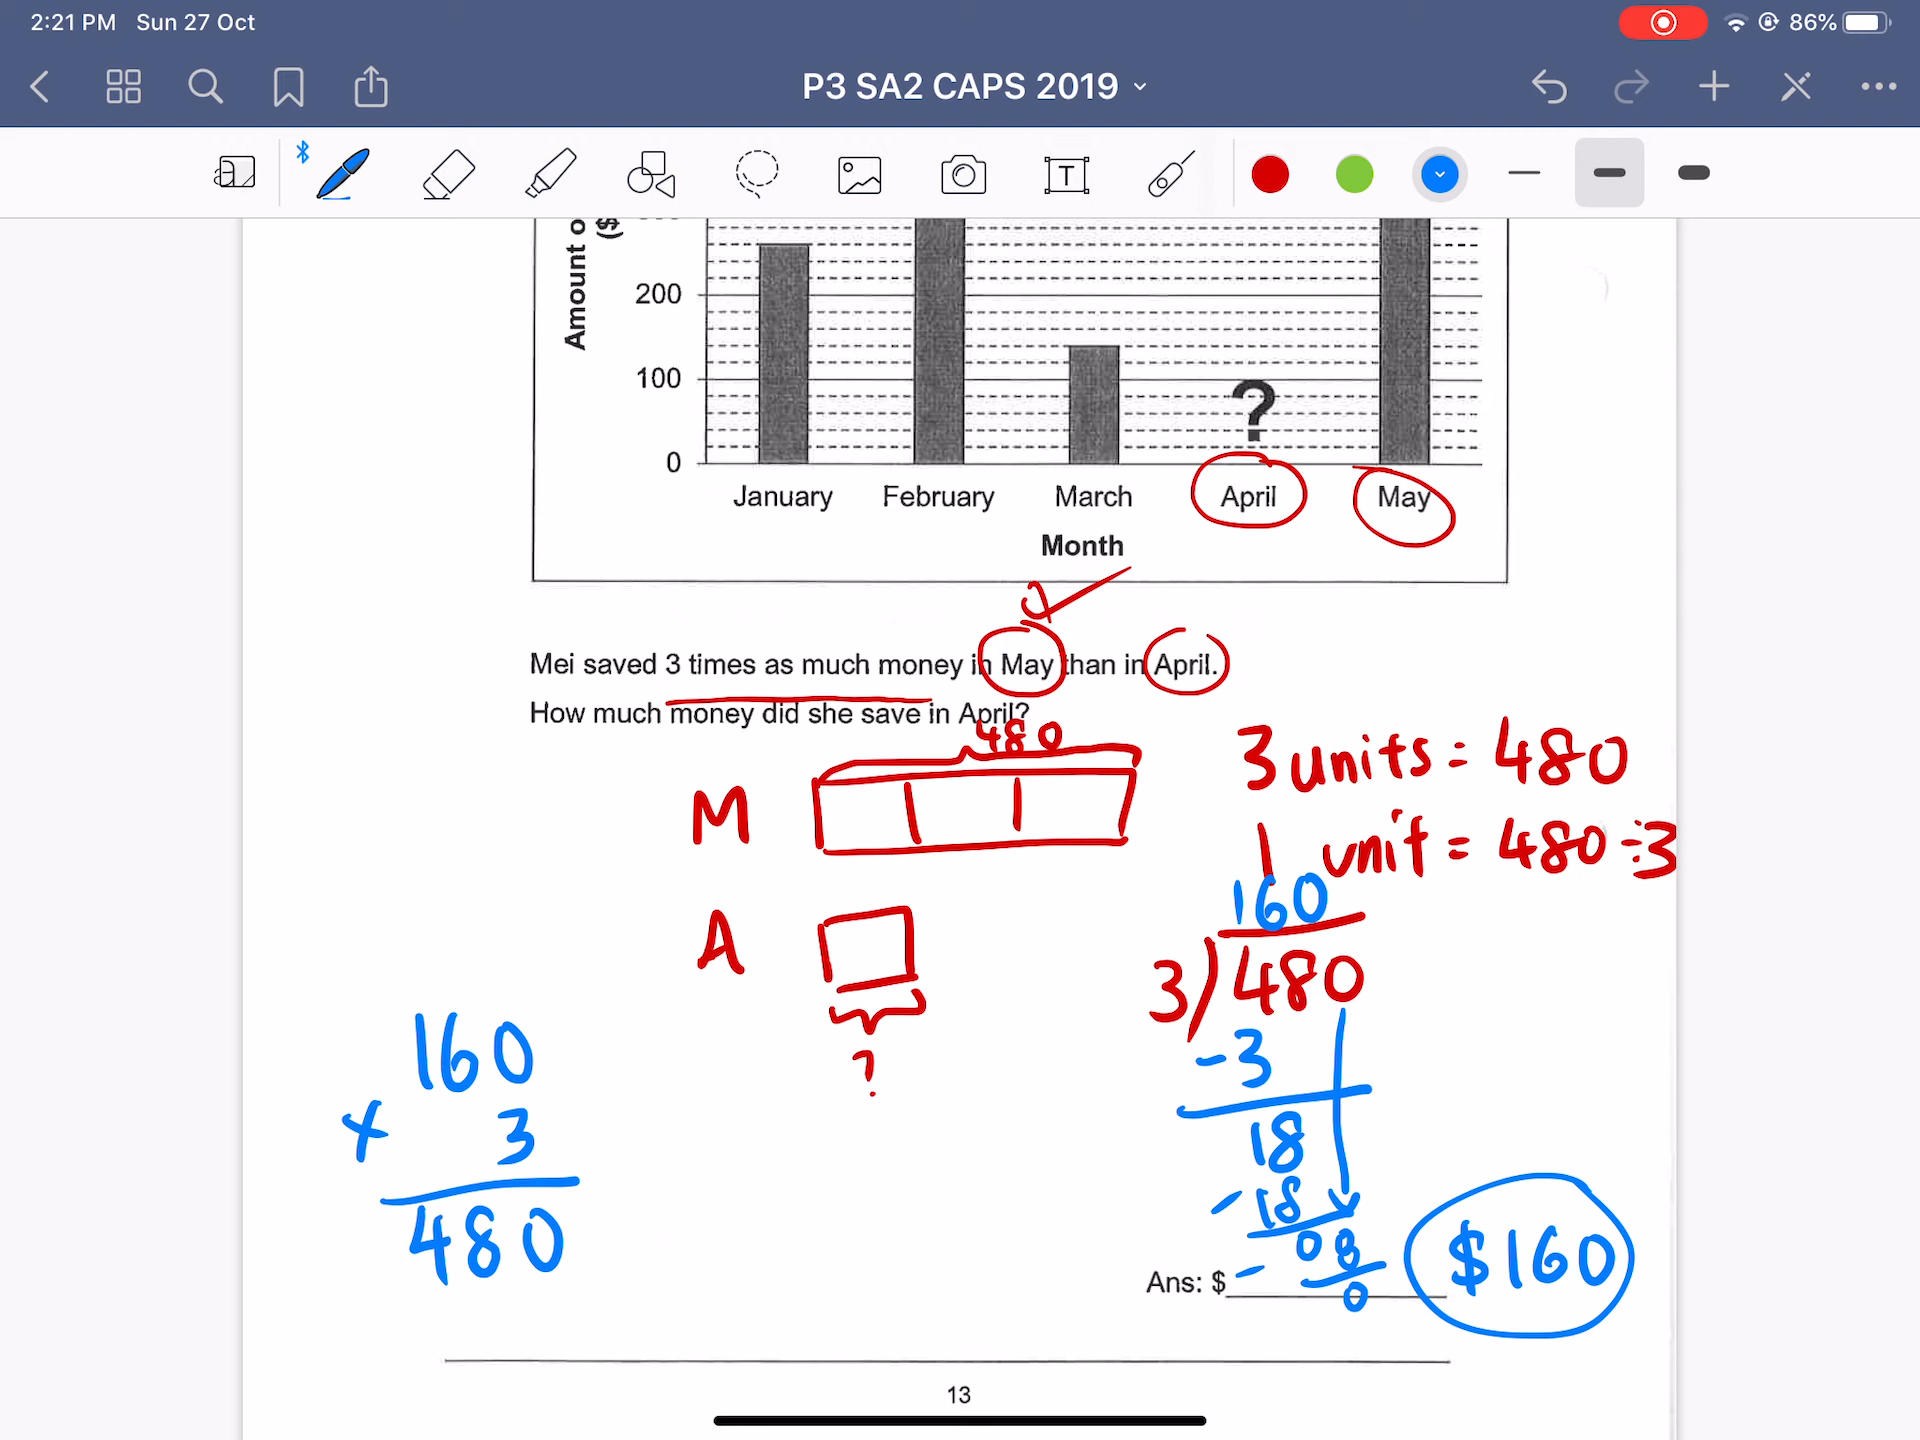 2:21 PM Sun 27 Oct
86%
P3 SA2 CAPS 2019
T
Amount o
($
200
100
0
?
January February March April May
Month
Mei saved 3 times as much money in May than in April.
How much money did she save in April?
480
M
3 units = 480
1 unit = 480 ÷ 3
A
?
160
3 480
-3
18
- 18
0
0
160
x 3
480
$160
Ans: $
13